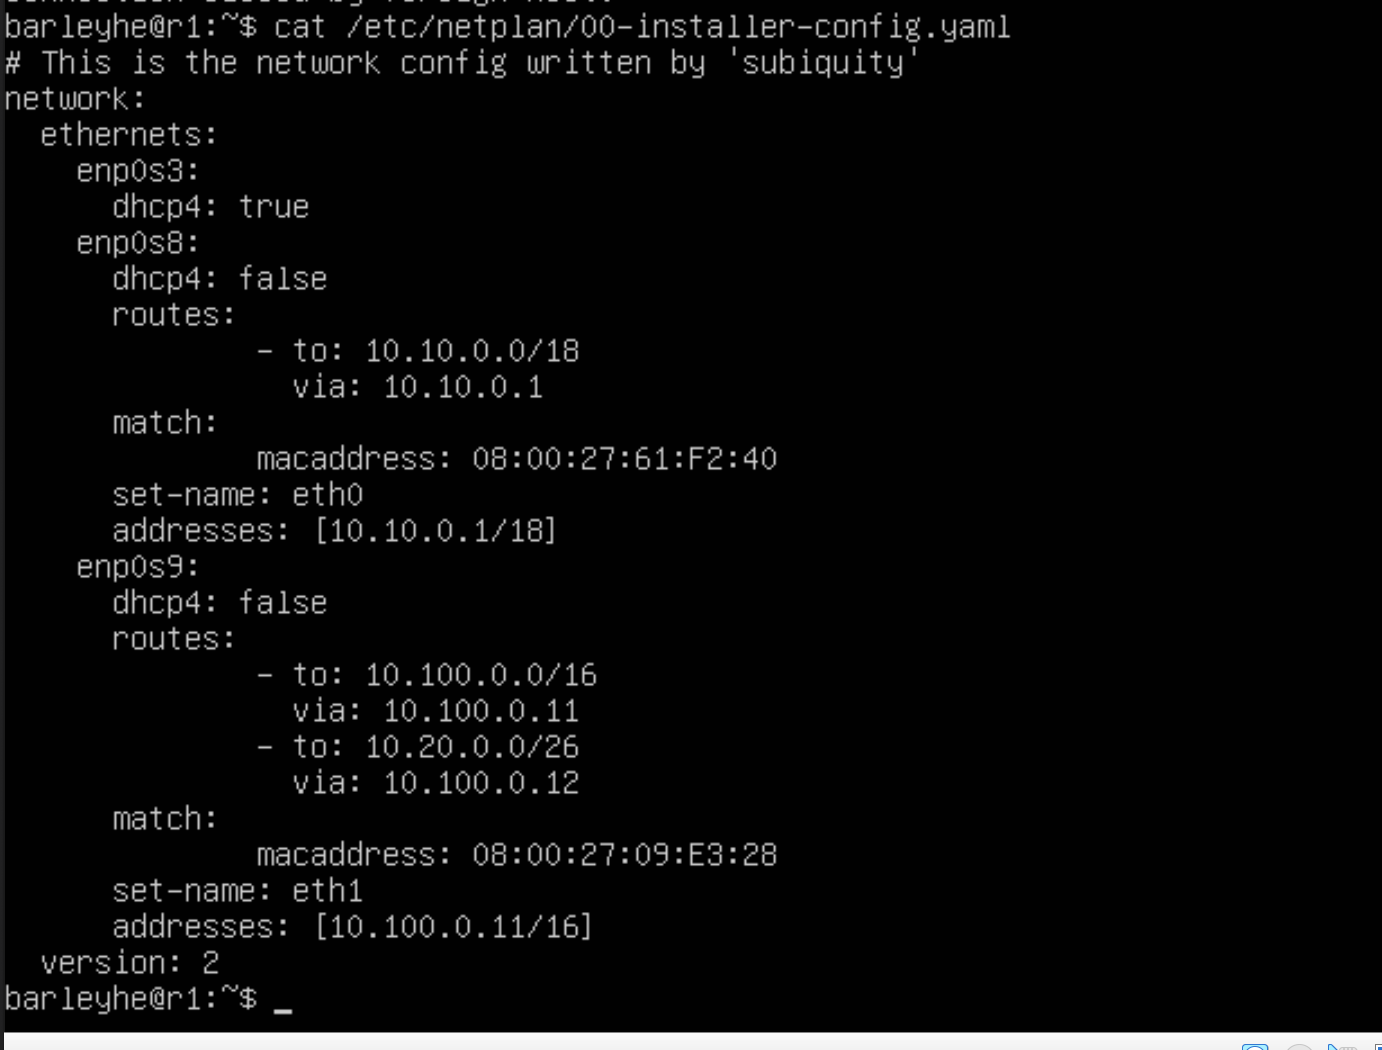 barleyhe@r1:~$ cat /etc/netplan/00-installer-config.yaml
# This is the network config written by 'subiquity'
network:
  ethernets:
    enp0s3:
      dhcp4: true
    enp0s8:
      dhcp4: false
      routes:
              - to: 10.10.0.0/18
                via: 10.10.0.1
      match:
              macaddress: 08:00:27:61:F2:40
      set-name: eth0
      addresses: [10.10.0.1/18]
    enp0s9:
      dhcp4: false
      routes:
              - to: 10.100.0.0/16
                via: 10.100.0.11
              - to: 10.20.0.0/26
                via: 10.100.0.12
      match:
              macaddress: 08:00:27:09:E3:28
      set-name: eth1
      addresses: [10.100.0.11/16]
  version: 2
barleyhe@r1:~$ _